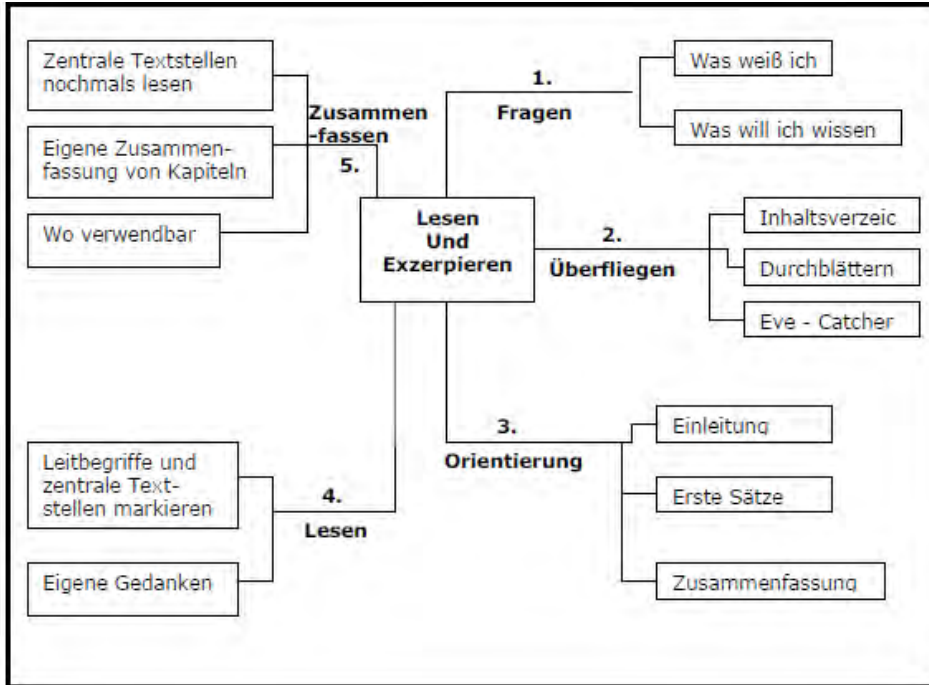 Lesen
Und
Exzerpieren
1.
Fragen
Was weiß ich
Was will ich wissen
2.
Überfliegen
Inhaltsverzeic
Durchblättern
Eve - Catcher
3.
Orientierung
Einleitung
Erste Sätze
Zusammenfassung
4.
Lesen
Leitbegriffe und
zentrale Text-
stellen markieren
Eigene Gedanken
Zusammen
-fassen
5.
Zentrale Textstellen
nochmals lesen
Eigene Zusammen-
fassung von Kapiteln
Wo verwendbar